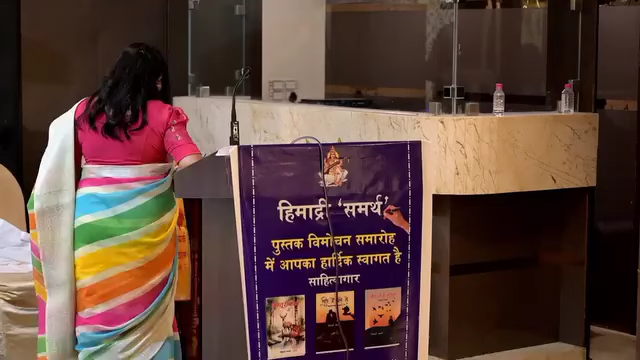 हिमाद्री 'समर्थ'
पुस्तक विमोचन समारोह
में आपका हार्दिक स्वागत है
साहित्यागार